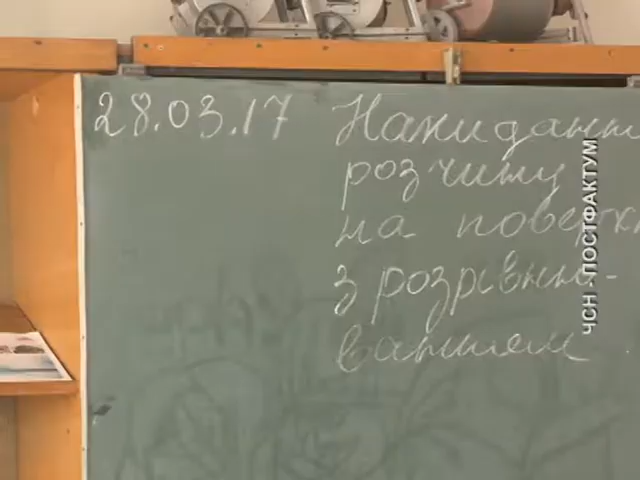 28.03.17 Накидання
розчину
на поверхн
з розрівню-
ванням
ЧСН - ПОСТФАКТУМ